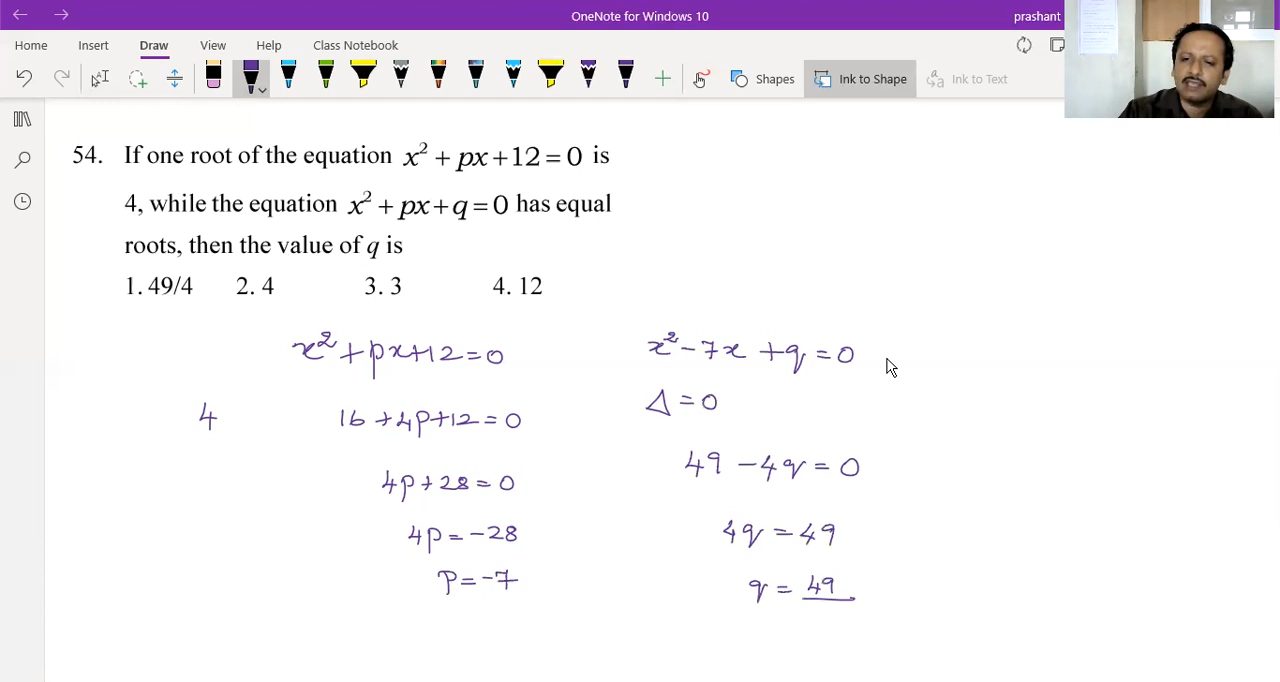 OneNote for Windows 10
prashant
Home Insert Draw View Help Class Notebook
Shapes Ink to Shape Ink to Text
54. If one root of the equation x² + px + 12 = 0 is
4, while the equation x² + px + q = 0 has equal
roots, then the value of q is
1. 49/4 2. 4 3. 3 4. 12
x² + px + 12 = 0
4
16 + 4p + 12 = 0
4p + 28 = 0
4p = -28
p = -7
x² - 7x + q = 0
Δ = 0
49 - 4q = 0
4q = 49
q = 49